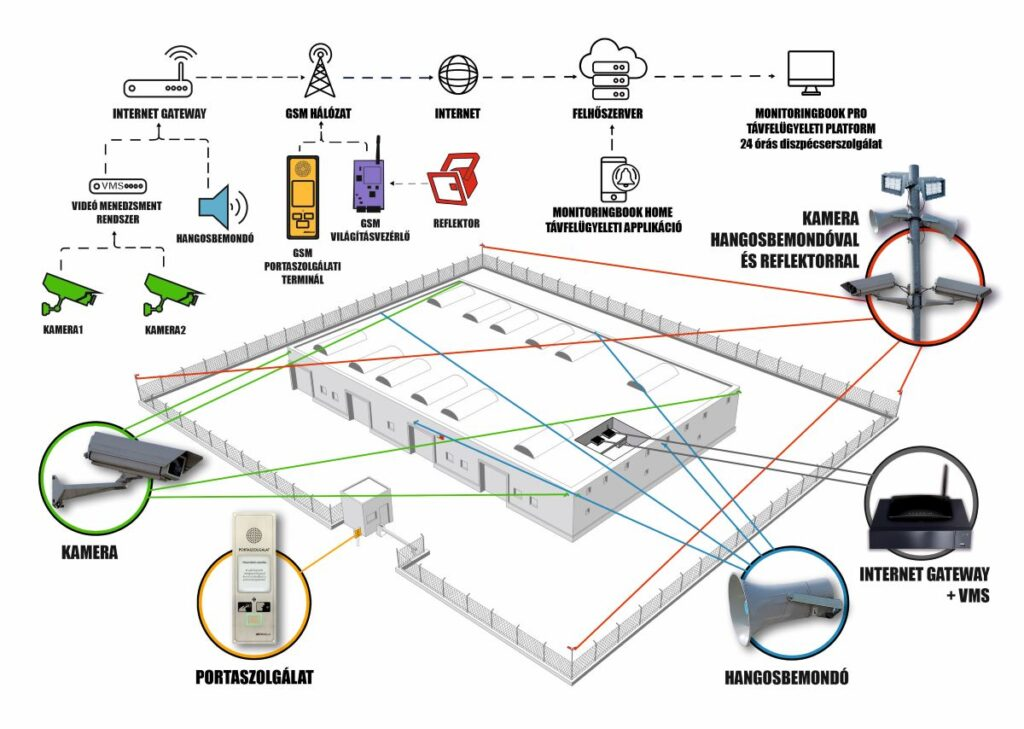 INTERNET GATEWAY
GSM HÁLÓZAT
INTERNET
FELHŐSZERVER
MONITORINGBOOK PRO
TÁVFELÜGYELETI PLATFORM
24 órás diszpécserszolgálat
VMS
VIDEÓ MENEDZSMENT
RENDSZER
HANGOSBEMONDÓ
GSM
PORTASZOLGÁLATI
TERMINÁL
GSM
VILÁGÍTÁSVEZÉRLŐ
REFLEKTOR
MONITORINGBOOK HOME
TÁVFELÜGYELETI APPLIKÁCIÓ
KAMERA1
KAMERA2
KAMERA
HANGOSBEMONDÓVAL
ÉS REFLEKTORRAL
KAMERA
PORTASZOLGÁLAT
PORTASZOLGÁLAT
HANGOSBEMONDÓ
INTERNET GATEWAY
+ VMS